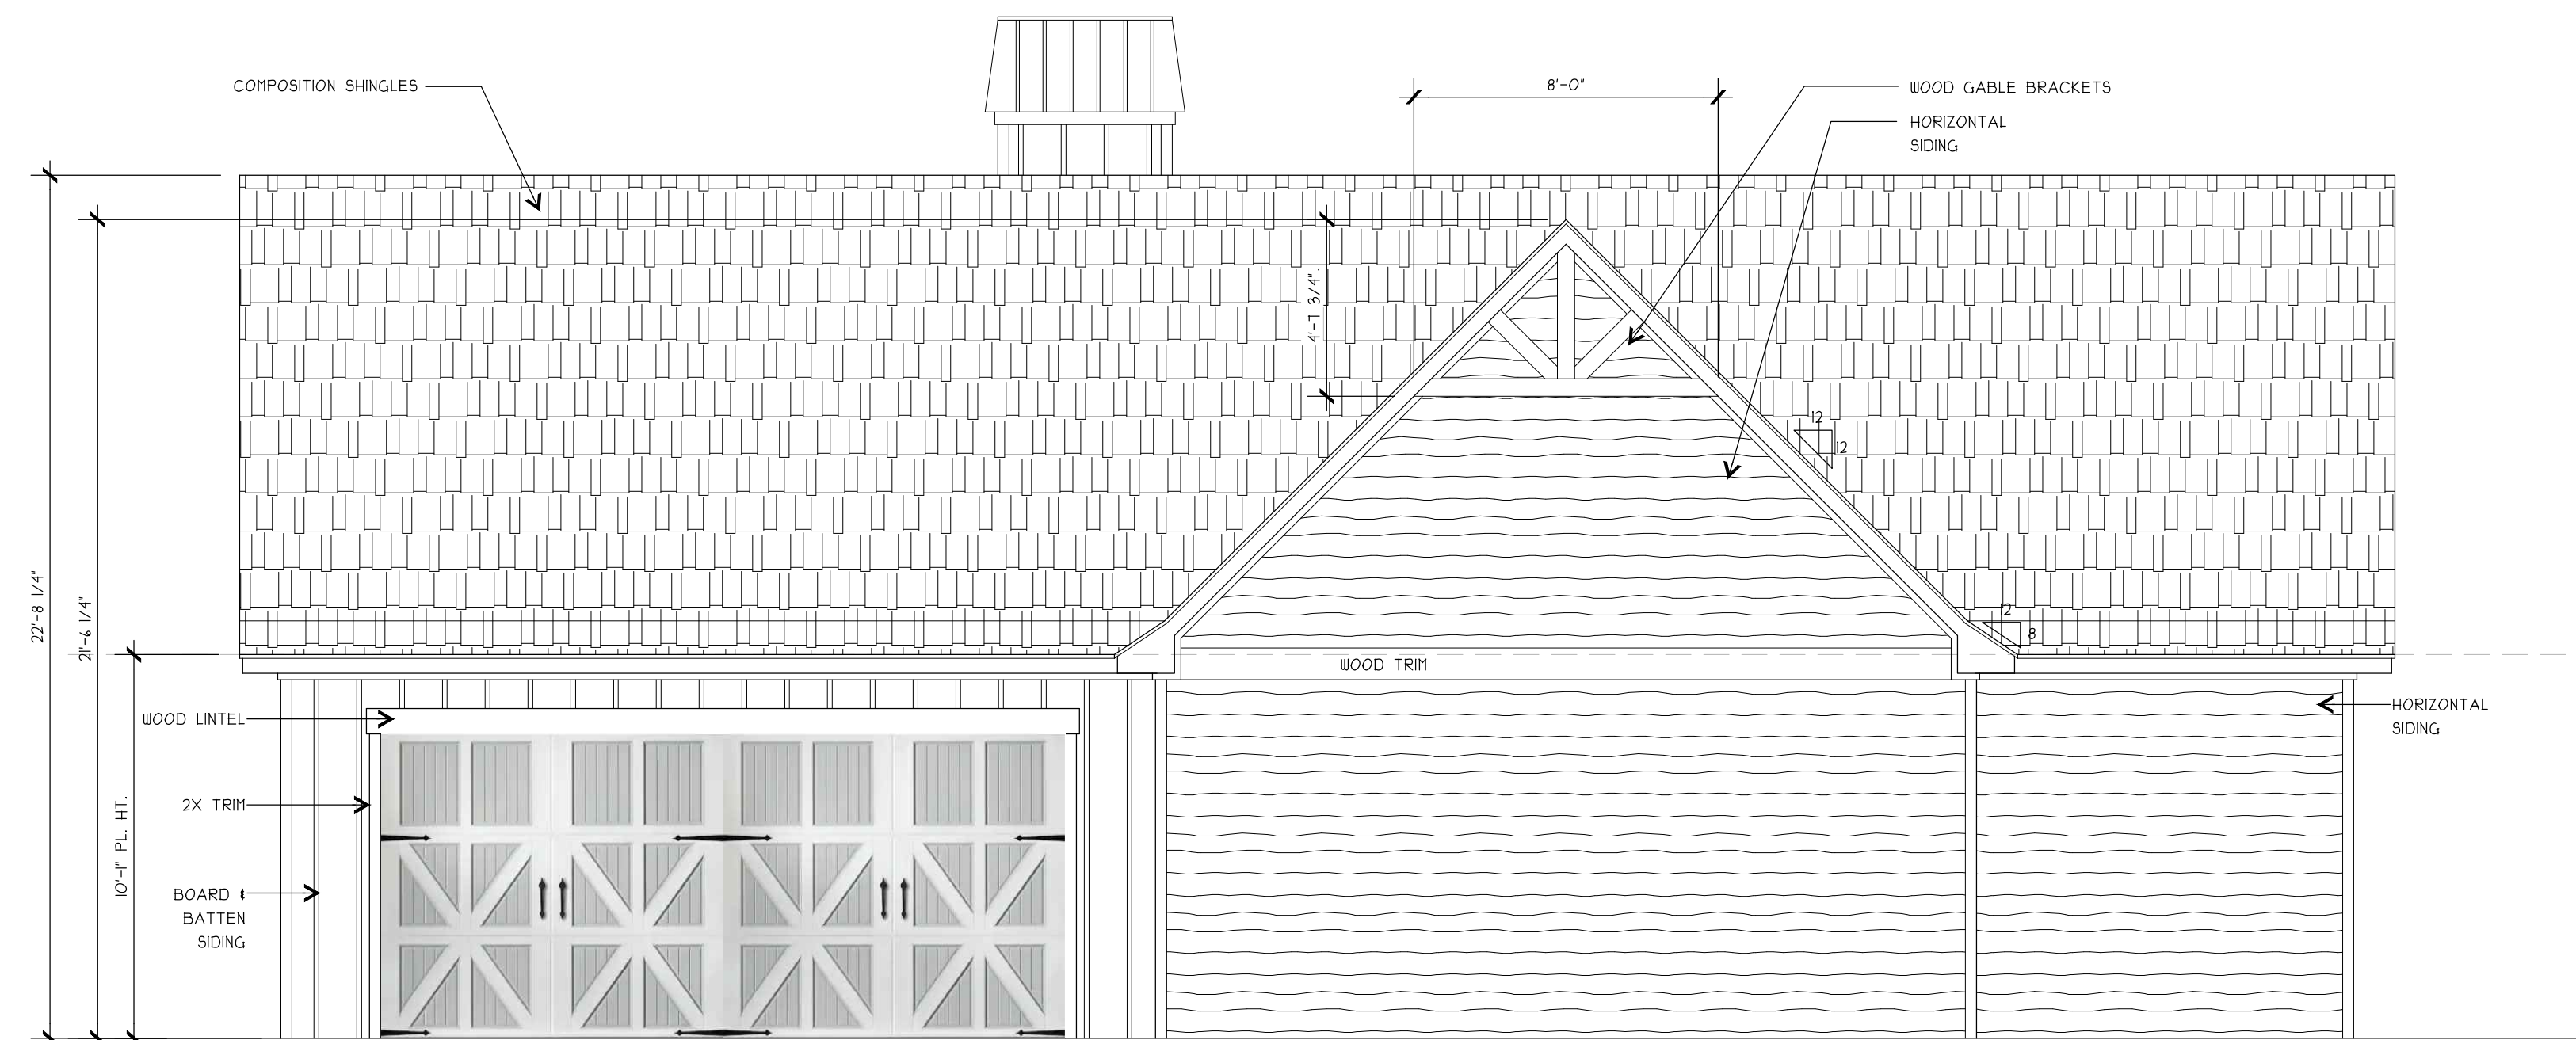 COMPOSITION SHINGLES
8'-0"
WOOD GABLE BRACKETS
HORIZONTAL
SIDING
4'-7 3/4"
12
12
22'-8 1/4"
21'-6 1/4"
12
8
WOOD TRIM
WOOD LINTEL
HORIZONTAL
SIDING
2X TRIM
10'-1" PL. HT.
BOARD &
BATTEN
SIDING